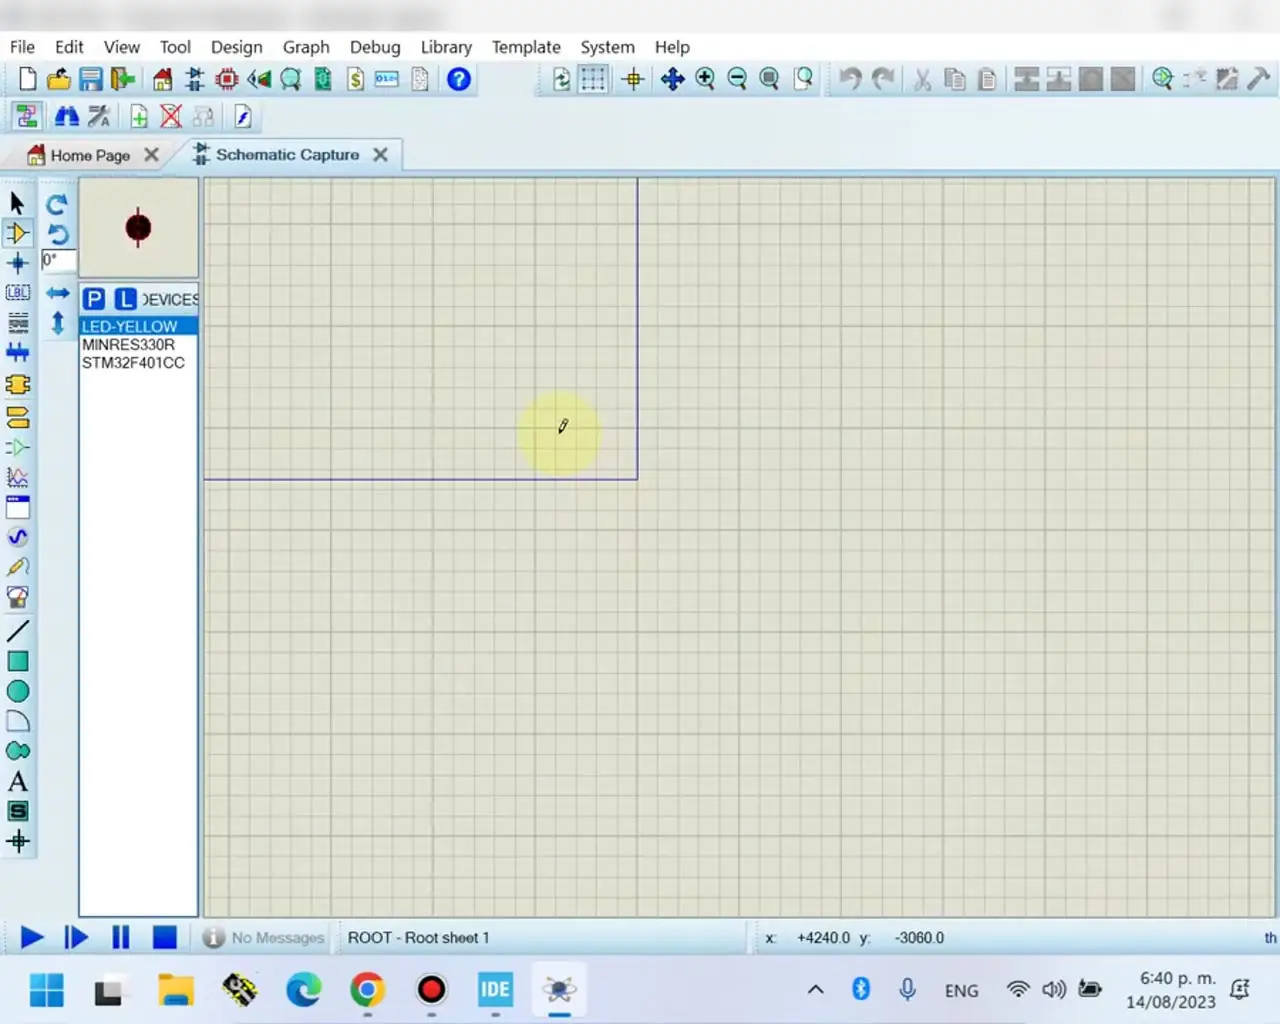 File Edit View Tool Design Graph Debug Library Template System Help
Home Page Schematic Capture
0°
P L DEVICES
LED-YELLOW
MINRES330R
STM32F401CC
LBL
A
S
No Messages ROOT - Root sheet 1 x: +4240.0 y: -3060.0 th
IDE ENG 6:40 p. m.
14/08/2023